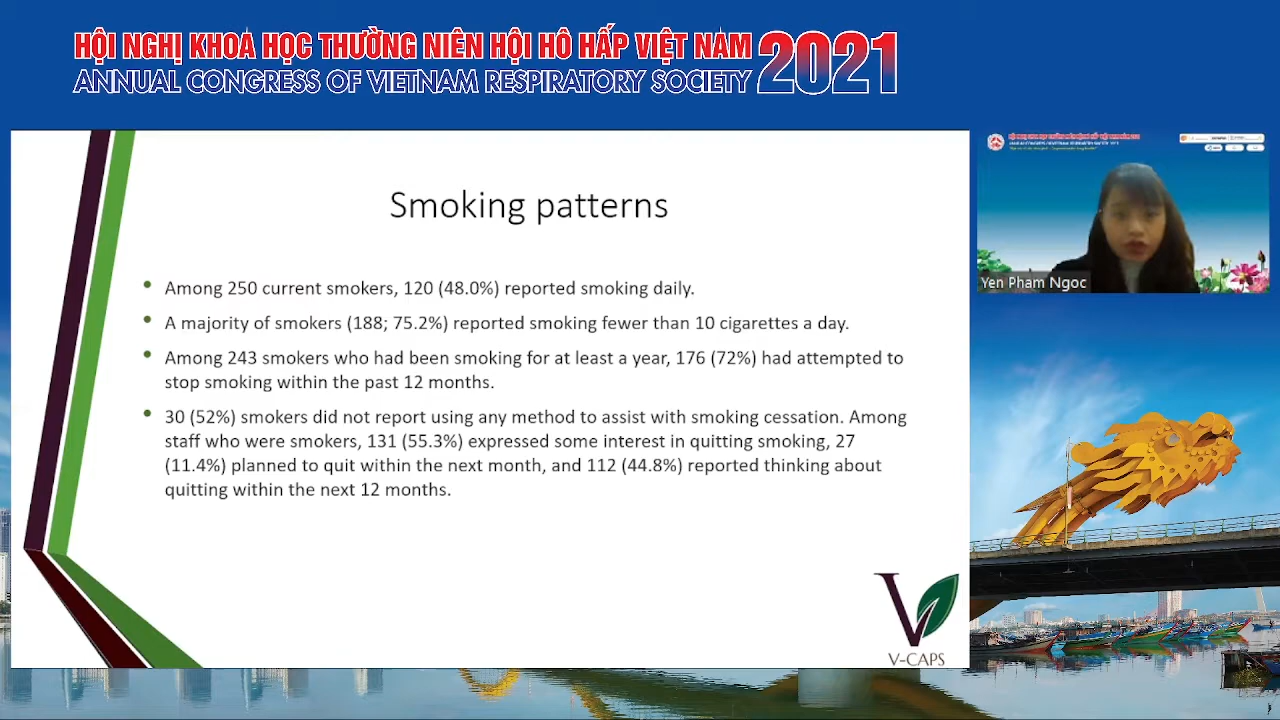 HỘI NGHỊ KHOA HỌC THƯỜNG NIÊN HỘI HÔ HẤP VIỆT NAM 2021
ANNUAL CONGRESS OF VIETNAM RESPIRATORY SOCIETY
Smoking patterns
• Among 250 current smokers, 120 (48.0%) reported smoking daily.
• A majority of smokers (188; 75.2%) reported smoking fewer than 10 cigarettes a day.
• Among 243 smokers who had been smoking for at least a year, 176 (72%) had attempted to
stop smoking within the past 12 months.
• 30 (52%) smokers did not report using any method to assist with smoking cessation. Among
staff who were smokers, 131 (55.3%) expressed some interest in quitting smoking, 27
(11.4%) planned to quit within the next month, and 112 (44.8%) reported thinking about
quitting within the next 12 months.
V-CAPS
Yen Pham Ngoc